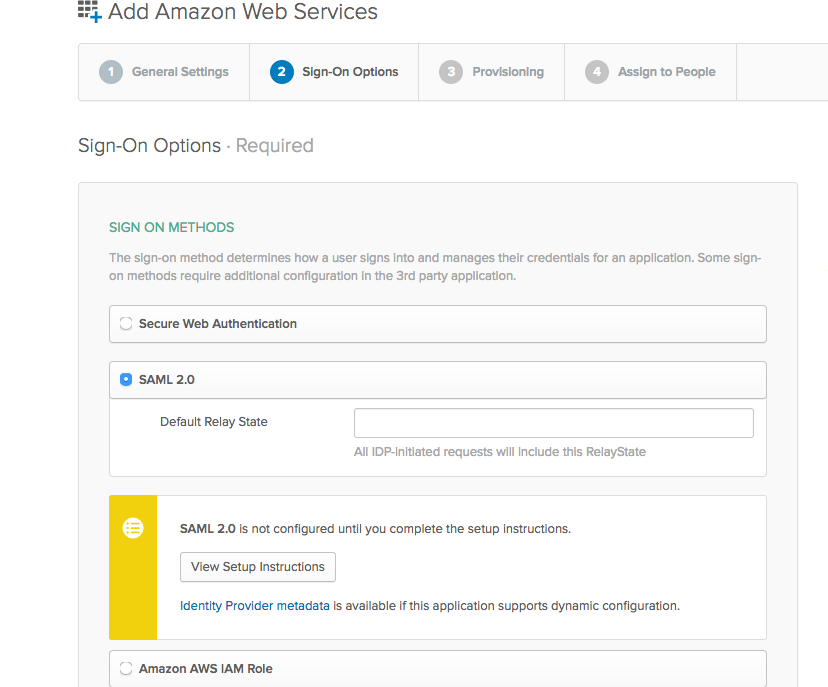 Add Amazon Web Services
1 General Settings
2 Sign-On Options
3 Provisioning
4 Assign to People
Sign-On Options · Required
SIGN ON METHODS
The sign-on method determines how a user signs into and manages their credentials for an application. Some sign-
on methods require additional configuration in the 3rd party application.
Secure Web Authentication
SAML 2.0
Default Relay State
All IDP-initiated requests will include this RelayState
SAML 2.0 is not configured until you complete the setup instructions.
View Setup Instructions
Identity Provider metadata is available if this application supports dynamic configuration.
Amazon AWS IAM Role